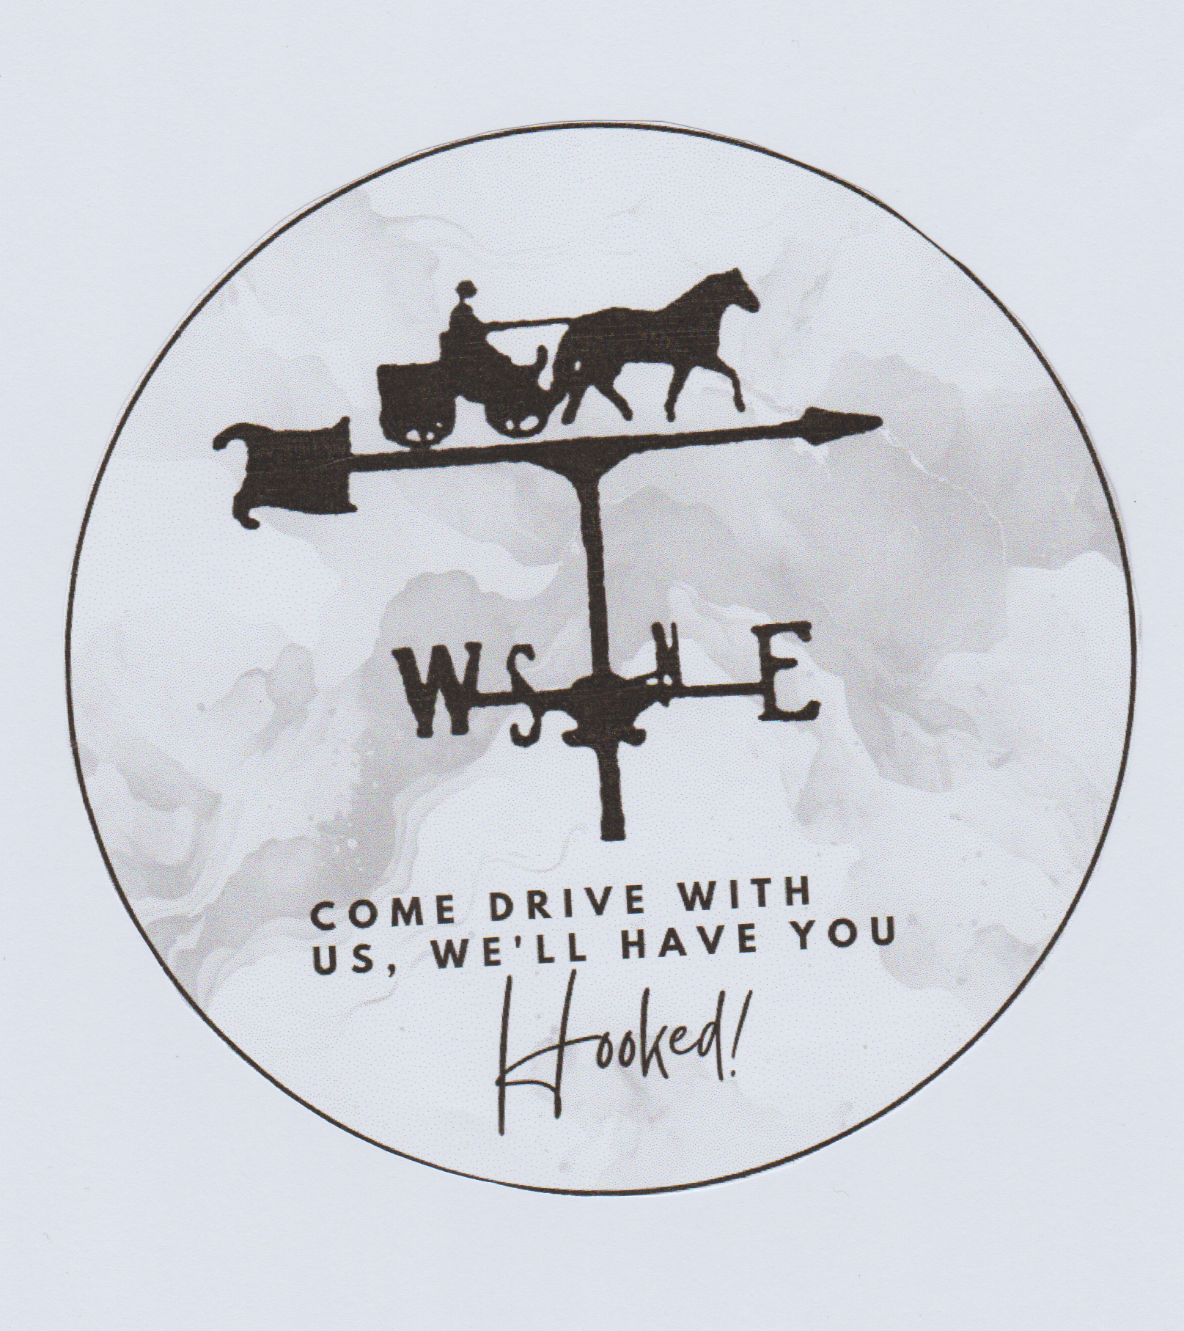 W S N E
COME DRIVE WITH
US, WE'LL HAVE YOU
Hooked!